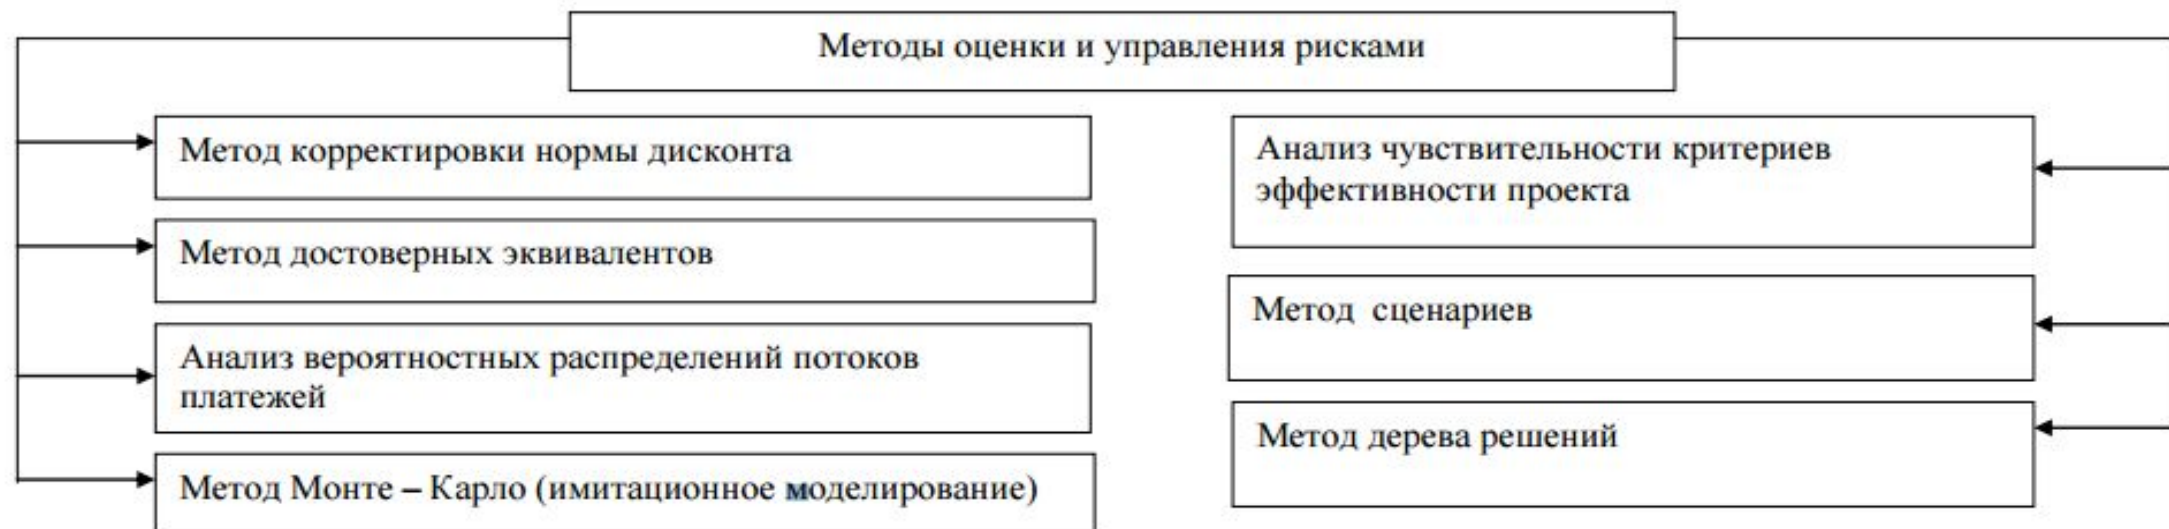 Методы оценки и управления рисками
Метод корректировки нормы дисконта
Метод достоверных эквивалентов
Анализ вероятностных распределений потоков
платежей
Метод Монте – Карло (имитационное моделирование)
Анализ чувствительности критериев
эффективности проекта
Метод сценариев
Метод дерева решений